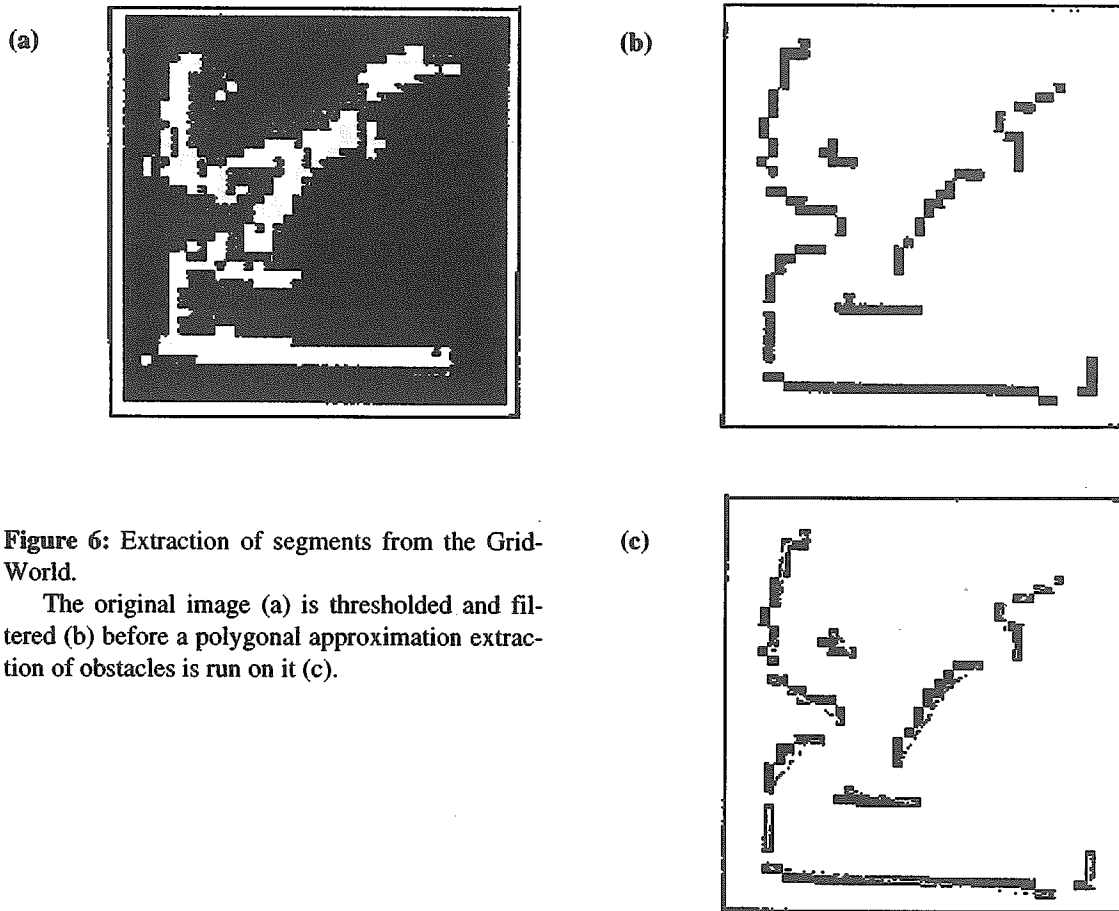 (a)
(b)
Figure 6: Extraction of segments from the Grid-
World.
The original image (a) is thresholded and fil-
tered (b) before a polygonal approximation extrac-
tion of obstacles is run on it (c).
(c)